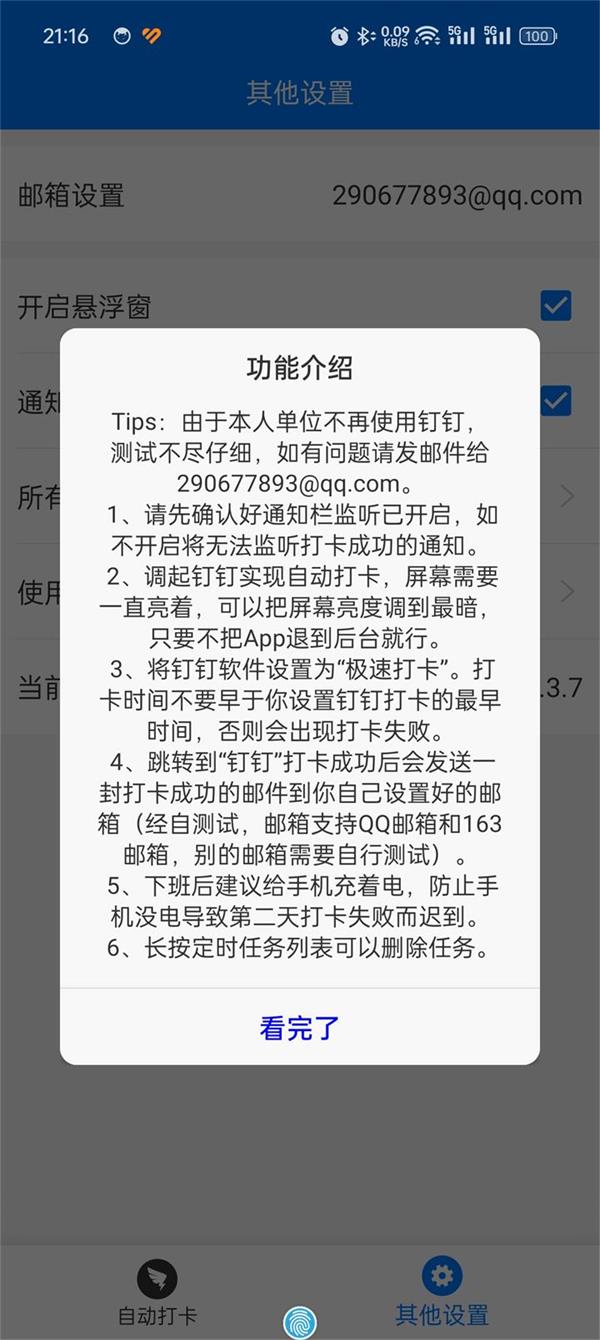 21:16
0.09
KB/S
5G
5G
100
其他设置
邮箱设置
290677893@qq.com
开启悬浮窗
通知
所有
使用
当前
.3.7
功能介绍
Tips：由于本人单位不再使用钉钉，
测试不尽仔细，如有问题请发邮件给
290677893@qq.com。
1、请先确认好通知栏监听已开启，如
不开启将无法监听打卡成功的通知。
2、调起钉钉实现自动打卡，屏幕需要
一直亮着，可以把屏幕亮度调到最暗，
只要不把App退到后台就行。
3、将钉钉软件设置为“极速打卡”。打
卡时间不要早于你设置钉钉打卡的最早
时间，否则会出现打卡失败。
4、跳转到“钉钉”打卡成功后会发送一
封打卡成功的邮件到你自己设置好的邮
箱（经自测试，邮箱支持QQ邮箱和163
邮箱，别的邮箱需要自行测试）。
5、下班后建议给手机充着电，防止手
机没电导致第二天打卡失败而迟到。
6、长按定时任务列表可以删除任务。
看完了
自动打卡
其他设置